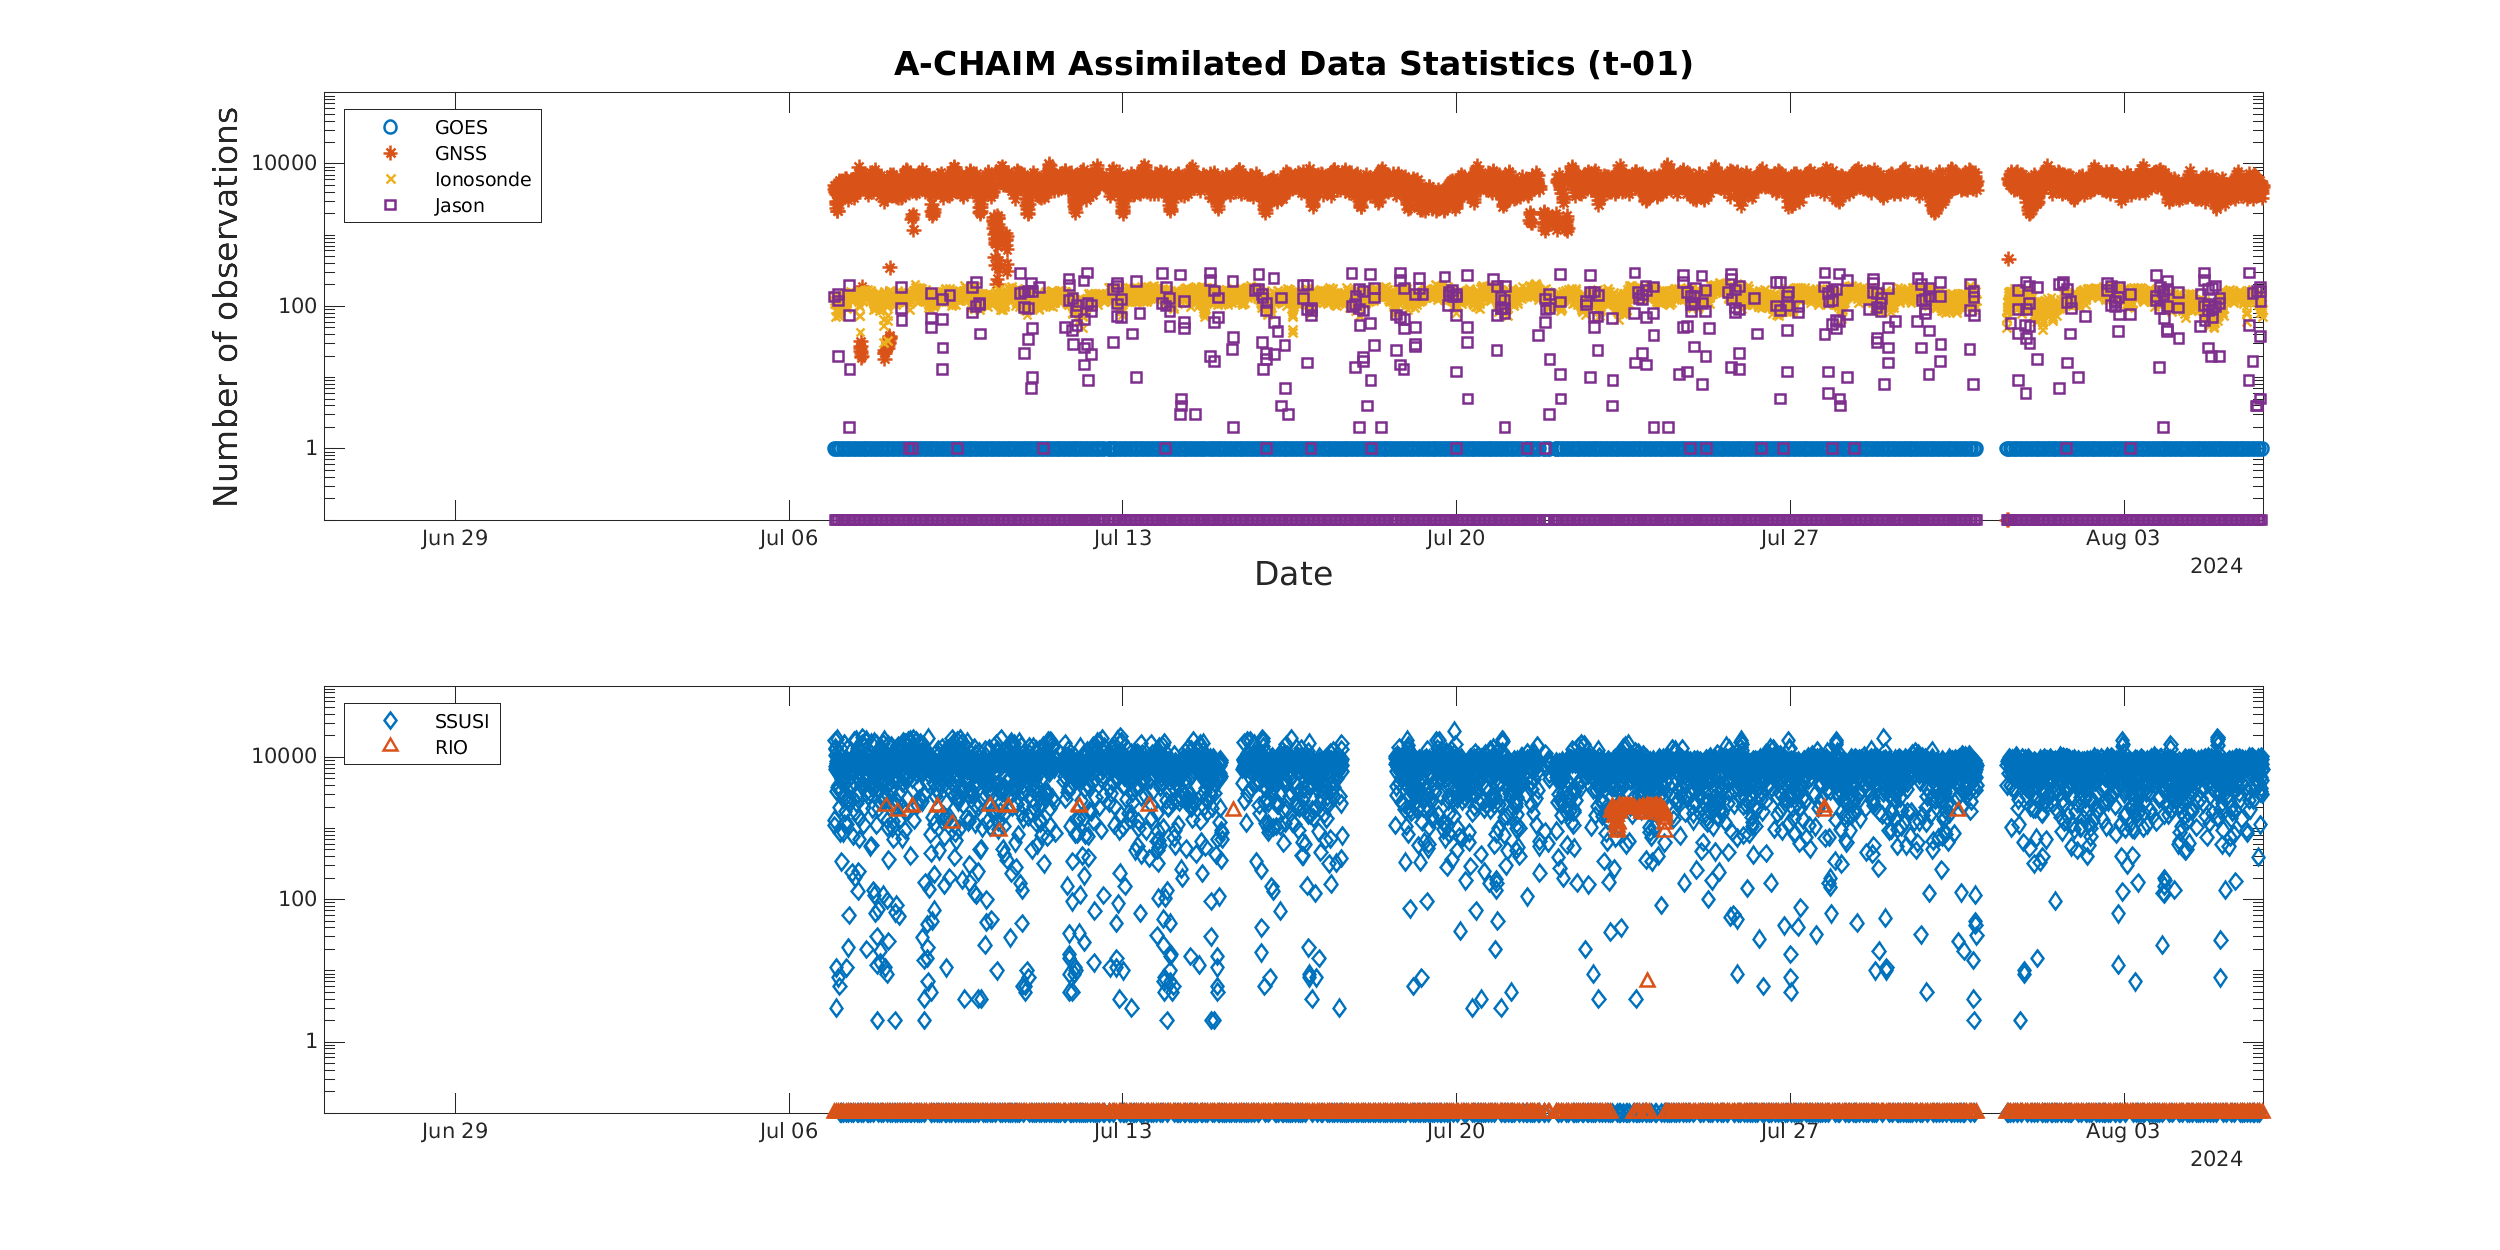 A-CHAIM Assimilated Data Statistics (t-01)
Number of observations
GOES
GNSS
Ionosonde
Jason
10000
100
1
Jun 29
Jul 06
Jul 13
Jul 20
Jul 27
Aug 03
2024
Date
SSUSI
RIO
10000
100
1
Jun 29
Jul 06
Jul 13
Jul 20
Jul 27
Aug 03
2024